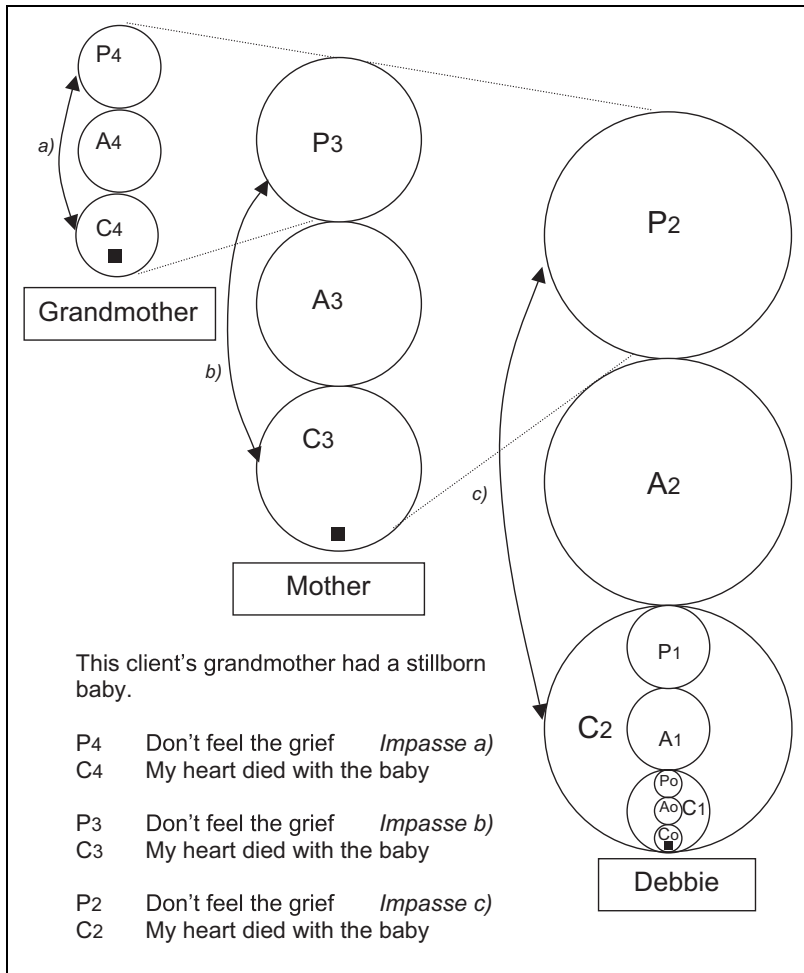 P4
a)
A4
C4
Grandmother
P3
A3
b)
C3
Mother
P2
A2
c)
P1
C2
A1
Po
Ao
C1
Co
Debbie
This client's grandmother had a stillborn
baby.
P4 Don't feel the grief Impasse a)
C4 My heart died with the baby
P3 Don't feel the grief Impasse b)
C3 My heart died with the baby
P2 Don't feel the grief Impasse c)
C2 My heart died with the baby